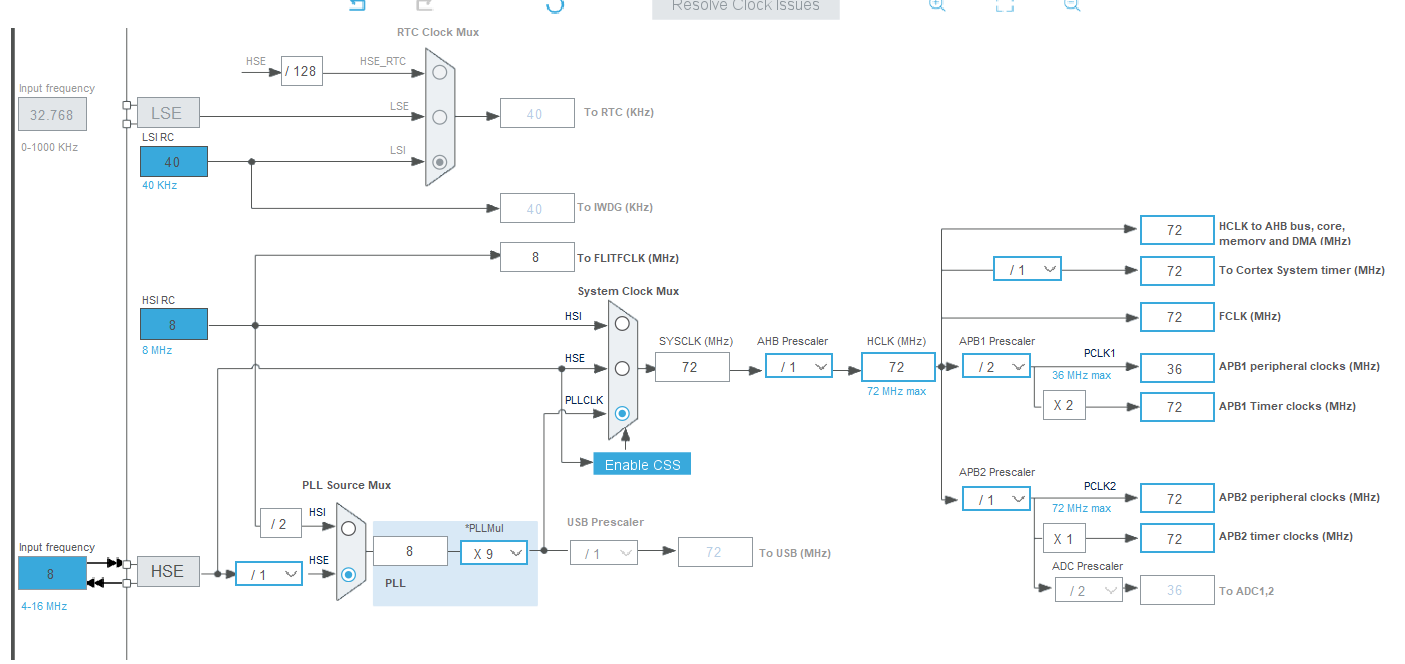 Resolve Clock Issues
RTC Clock Mux
HSE
/ 128
HSE_RTC
Input frequency
32.768
0-1000 KHz
LSE
LSE
40
To RTC (KHz)
LSI RC
40
40 KHz
LSI
40
To IWDG (KHz)
8
To FLITFCLK (MHz)
HSI RC
8
8 MHz
System Clock Mux
HSI
HSE
PLLCLK
Enable CSS
SYSCLK (MHz)
72
AHB Prescaler
/ 1
HCLK (MHz)
72
72 MHz max
72
HCLK to AHB bus, core,
memory and DMA (MHz)
/ 1
72
To Cortex System timer (MHz)
72
FCLK (MHz)
APB1 Prescaler
/ 2
PCLK1
36 MHz max
36
APB1 peripheral clocks (MHz)
X 2
72
APB1 Timer clocks (MHz)
APB2 Prescaler
/ 1
PCLK2
72 MHz max
72
APB2 peripheral clocks (MHz)
X 1
72
APB2 timer clocks (MHz)
ADC Prescaler
/ 2
36
To ADC1,2
PLL Source Mux
/ 2
HSI
Input frequency
8
4-16 MHz
HSE
/ 1
HSE
8
*PLLMul
X 9
PLL
USB Prescaler
/ 1
72
To USB (MHz)